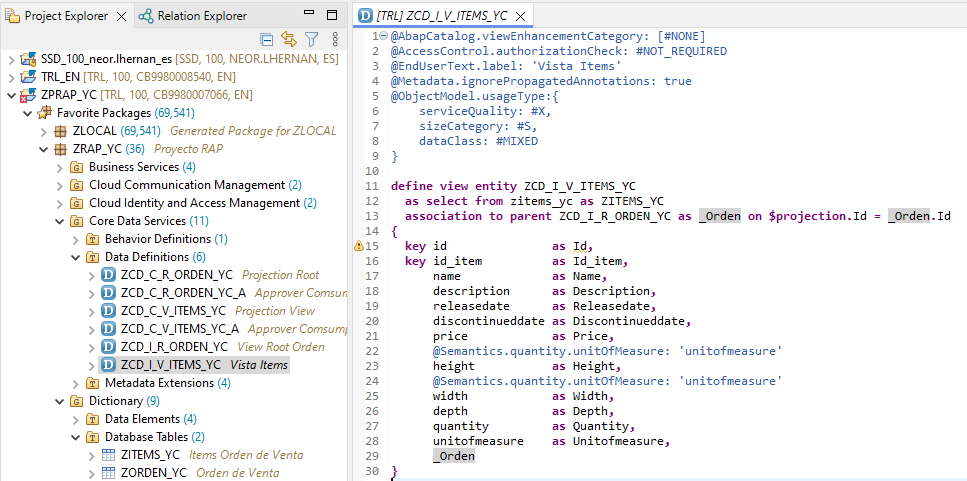 Project Explorer
Relation Explorer
SSD_100_neor.lhernan_es [SSD, 100, NEOR.LHERNAN, ES]
TRL_EN [TRL, 100, CB9980008540, EN]
ZPRAP_YC [TRL, 100, CB9980007066, EN]
Favorite Packages (69,541)
ZLOCAL (69,541) Generated Package for ZLOCAL
ZRAP_YC (36) Proyecto RAP
Business Services (4)
Cloud Communication Management (2)
Cloud Identity and Access Management (2)
Core Data Services (11)
Behavior Definitions (1)
Data Definitions (6)
ZCD_C_R_ORDEN_YC Projection Root
ZCD_C_R_ORDEN_YC_A Approver Comsun
ZCD_C_V_ITEMS_YC Projection View
ZCD_C_V_ITEMS_YC_A Approver Comsump
ZCD_I_R_ORDEN_YC View Root Orden
ZCD_I_V_ITEMS_YC Vista Items
Metadata Extensions (4)
Dictionary (9)
Data Elements (4)
Database Tables (2)
ZITEMS_YC Items Orden de Venta
ZORDEN_YC Orden de Venta
[TRL] ZCD_I_V_ITEMS_YC
1 @AbapCatalog.viewEnhancementCategory: [#NONE]
2 @AccessControl.authorizationCheck: #NOT_REQUIRED
3 @EndUserText.label: 'Vista Items'
4 @Metadata.ignorePropagatedAnnotations: true
5 @ObjectModel.usageType:{
6 serviceQuality: #X,
7 sizeCategory: #S,
8 dataClass: #MIXED
9 }
10
11 define view entity ZCD_I_V_ITEMS_YC
12 as select from zitems_yc as ZITEMS_YC
13 association to parent ZCD_I_R_ORDEN_YC as _Orden on $projection.Id = _Orden.Id
14 {
15 key id as Id,
16 key id_item as Id_item,
17 name as Name,
18 description as Description,
19 releasedate as Releasedate,
20 discontinueddate as Discontinueddate,
21 price as Price,
22 @Semantics.quantity.unitOfMeasure: 'unitofmeasure'
23 height as Height,
24 @Semantics.quantity.unitOfMeasure: 'unitofmeasure'
25 width as Width,
26 depth as Depth,
27 quantity as Quantity,
28 unitofmeasure as Unitofmeasure,
29 _Orden
30 }